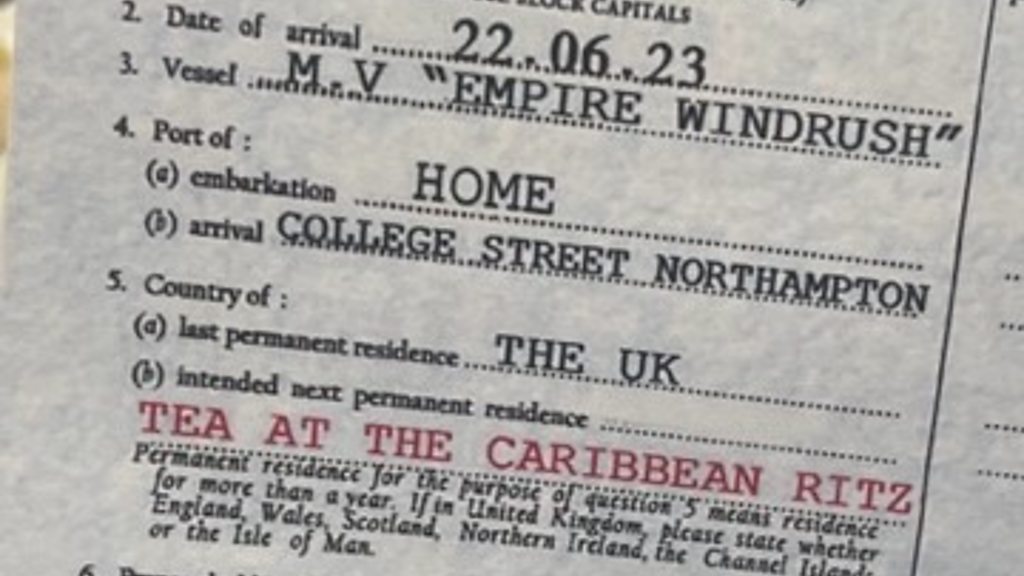 BLOCK CAPITALS
2. Date of arrival 22.06.23
3. Vessel M.V "EMPIRE WINDRUSH"
4. Port of :
(a) embarkation HOME
(b) arrival COLLEGE STREET NORTHAMPTON
5. Country of :
(a) last permanent residence THE UK
(b) intended next permanent residence
TEA AT THE CARIBBEAN RITZ
Permanent residence for the purpose of question 5 means residence
for more than a year. If in United Kingdom, please state whether
England, Wales, Scotland, Northern Ireland, the Channel Islands
or the Isle of Man.
6.